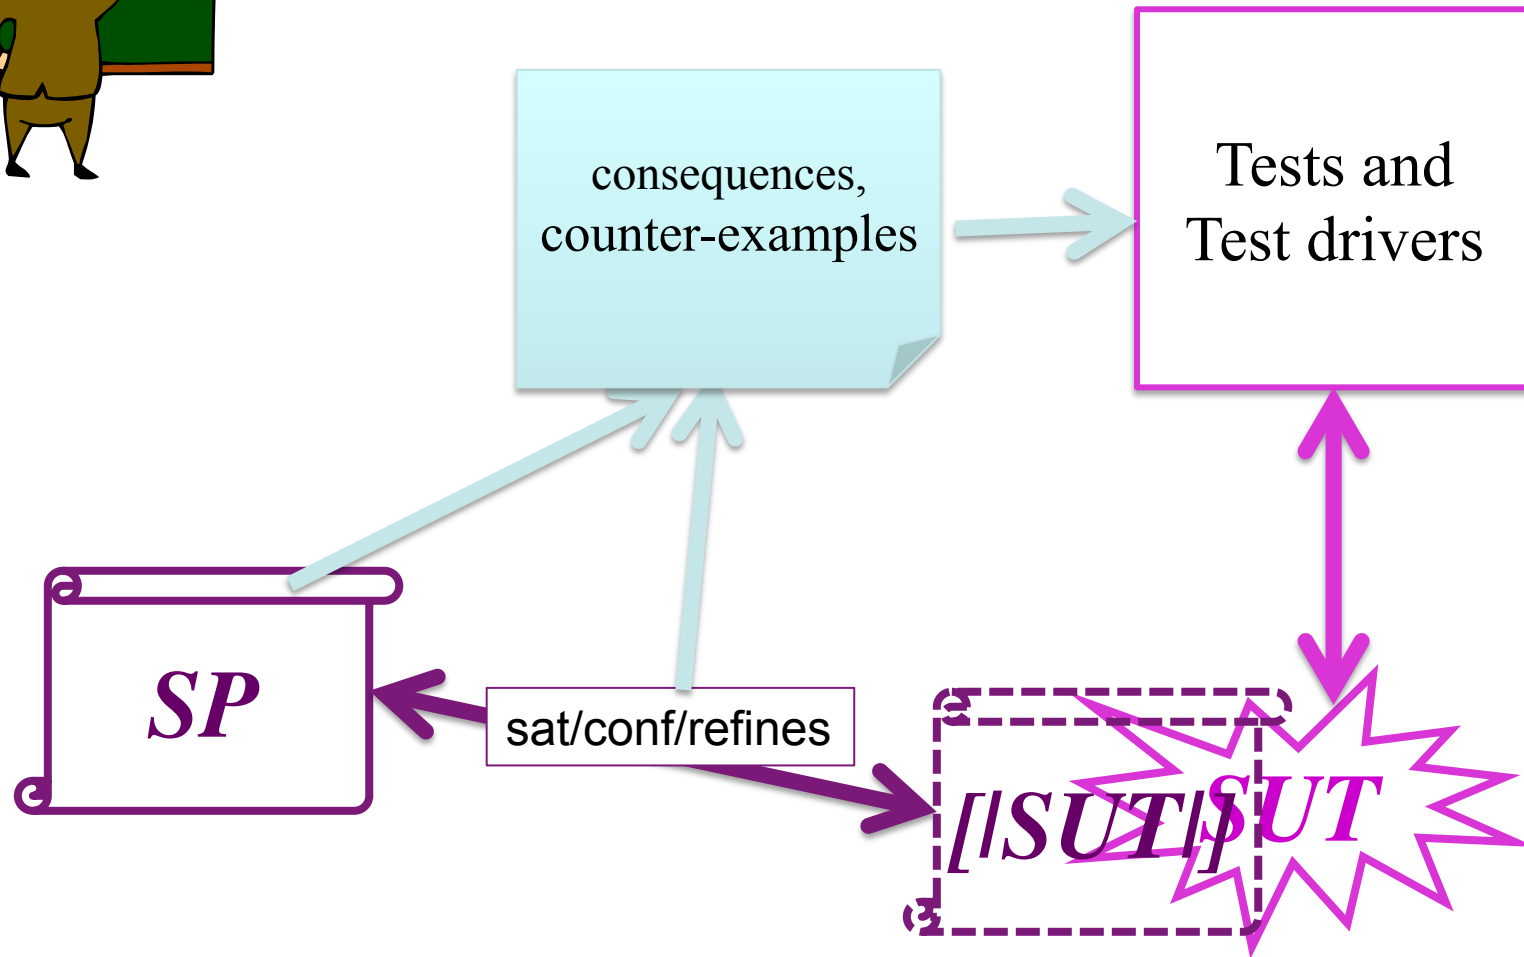 consequences,
counter-examples
Tests and
Test drivers
SP
sat/conf/refines
[|SUT|]
SUT